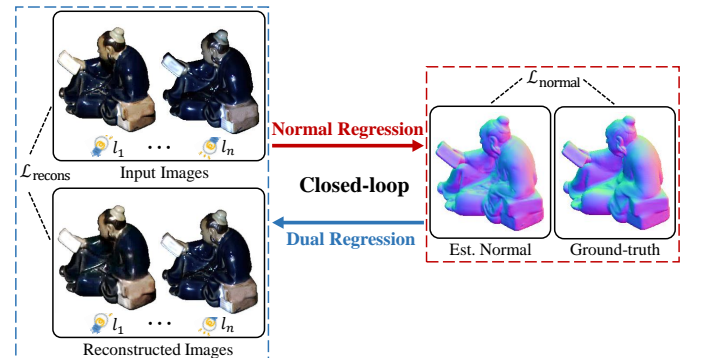 l1 ··· ln
Input Images
ℒrecons
l1 ··· ln
Reconstructed Images
Normal Regression
Closed-loop
Dual Regression
ℒnormal
Est. Normal
Ground-truth